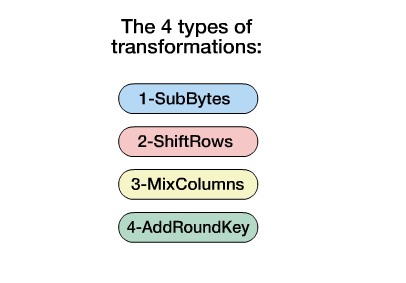 The 4 types of
transformations:
1-SubBytes
2-ShiftRows
3-MixColumns
4-AddRoundKey